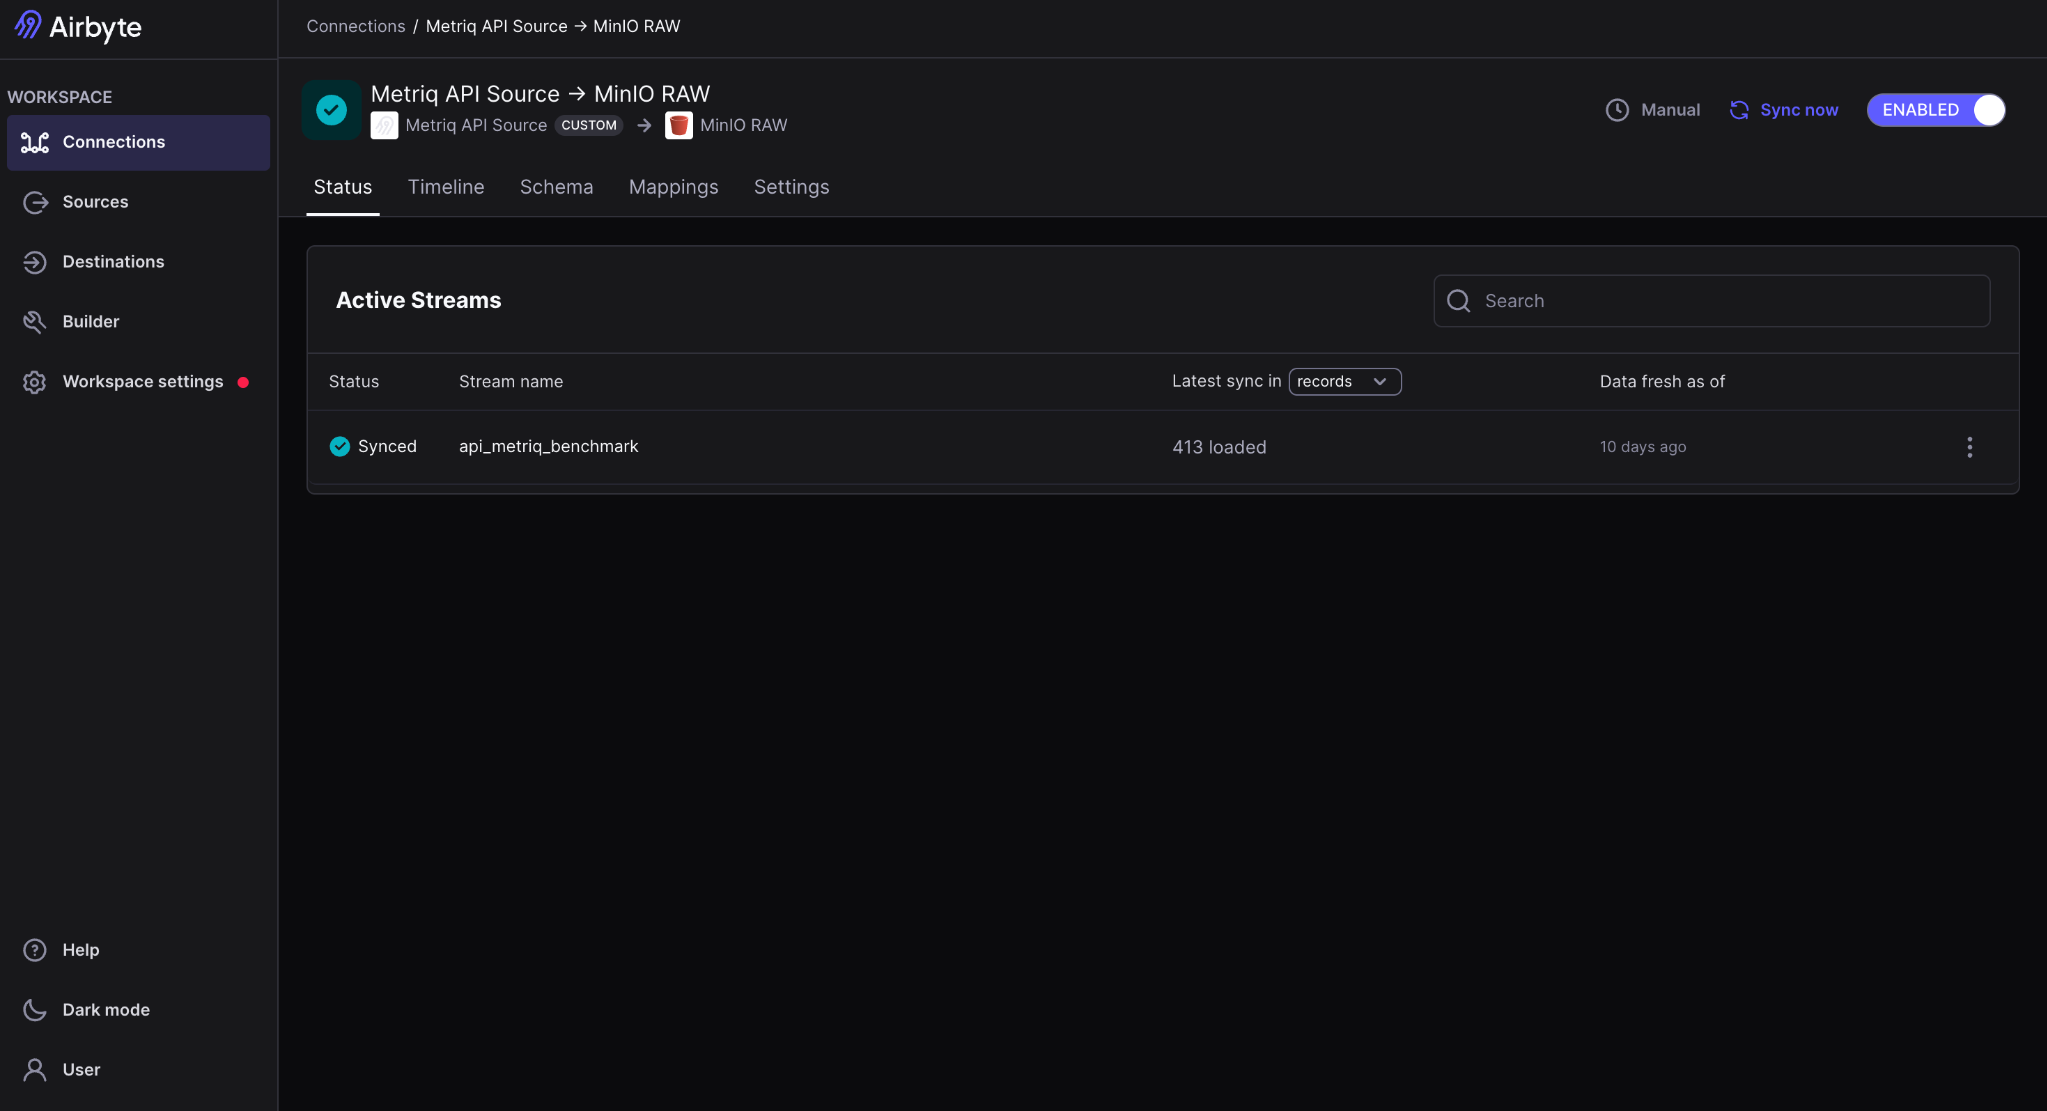 Airbyte
Connections / Metriq API Source → MinIO RAW
WORKSPACE
Connections
Sources
Destinations
Builder
Workspace settings
Help
Dark mode
User
Metriq API Source → MinIO RAW
Metriq API Source CUSTOM → MinIO RAW
Manual Sync now ENABLED
Status Timeline Schema Mappings Settings
Active Streams
Search
Status Stream name Latest sync in records Data fresh as of
Synced api_metriq_benchmark 413 loaded 10 days ago